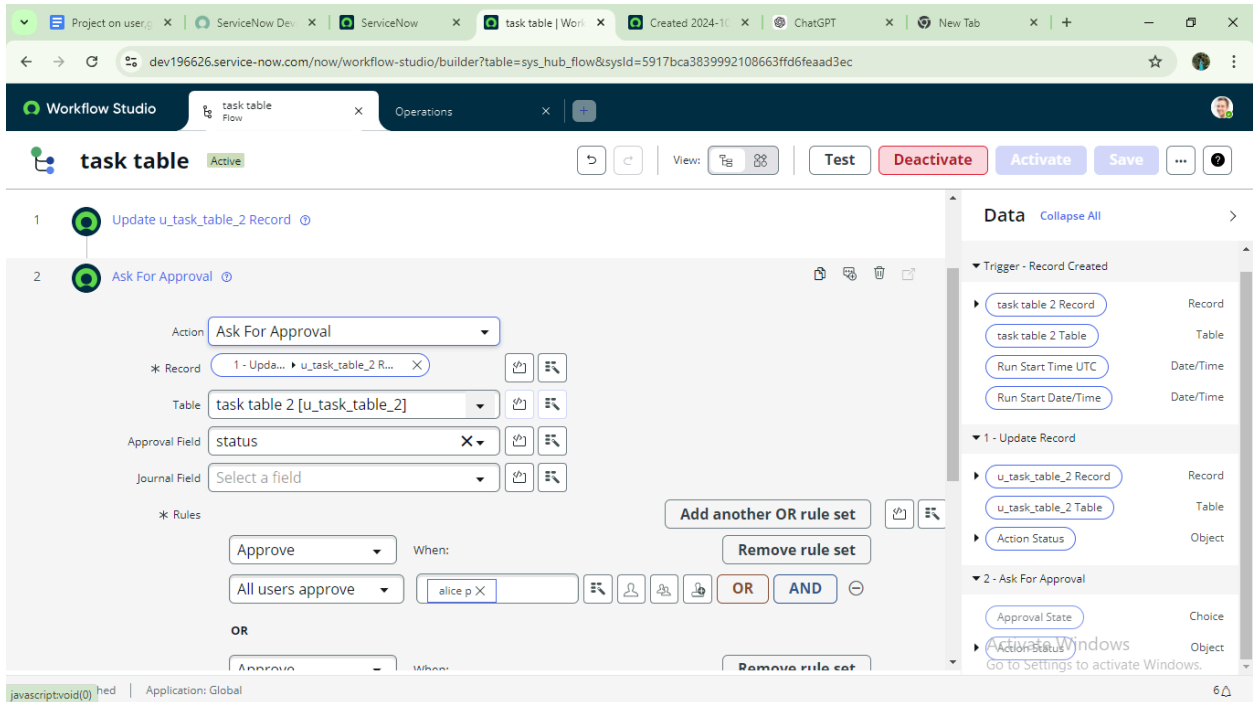 Project on user,g
ServiceNow Dev
ServiceNow
task table | Work
Created 2024-10
ChatGPT
New Tab
dev196626.service-now.com/now/workflow-studio/builder?table=sys_hub_flow&sysId=5917bca3839992108663ffd6feaad3ec
Workflow Studio
task table
Flow
Operations
task table
Active
View:
Test
Deactivate
Activate
Save
1
Update u_task_table_2 Record
2
Ask For Approval
Action
Ask For Approval
* Record
1 - Upda... ▸ u_task_table_2 R...
Table
task table 2 [u_task_table_2]
Approval Field
status
Journal Field
Select a field
* Rules
Add another OR rule set
Approve
When:
Remove rule set
All users approve
alice p
OR
AND
OR
Approve
When:
Remove rule set
Data
Collapse All
Trigger - Record Created
task table 2 Record
Record
task table 2 Table
Table
Run Start Time UTC
Date/Time
Run Start Date/Time
Date/Time
1 - Update Record
u_task_table_2 Record
Record
u_task_table_2 Table
Table
Action Status
Object
2 - Ask For Approval
Approval State
Choice
Action Status
Object
Activate Windows
Go to Settings to activate Windows.
javascript:void(0)
hed
Application: Global
6